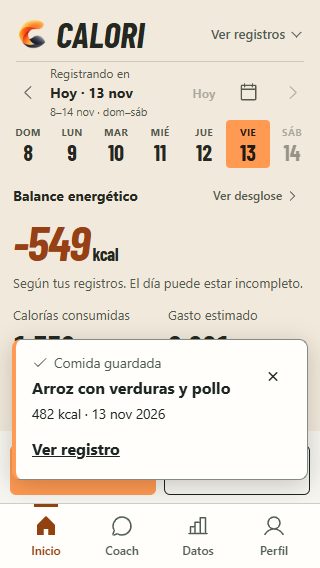 CALORI
Ver registros
Registrando en
Hoy · 13 nov
8–14 nov · dom–sáb
Hoy
DOM LUN MAR MIÉ JUE VIE SÁB
8 9 10 11 12 13 14
Balance energético
Ver desglose
-549 kcal
Según tus registros. El día puede estar incompleto.
Calorías consumidas
Gasto estimado
Comida guardada
Arroz con verduras y pollo
482 kcal · 13 nov 2026
Ver registro
Inicio
Coach
Datos
Perfil